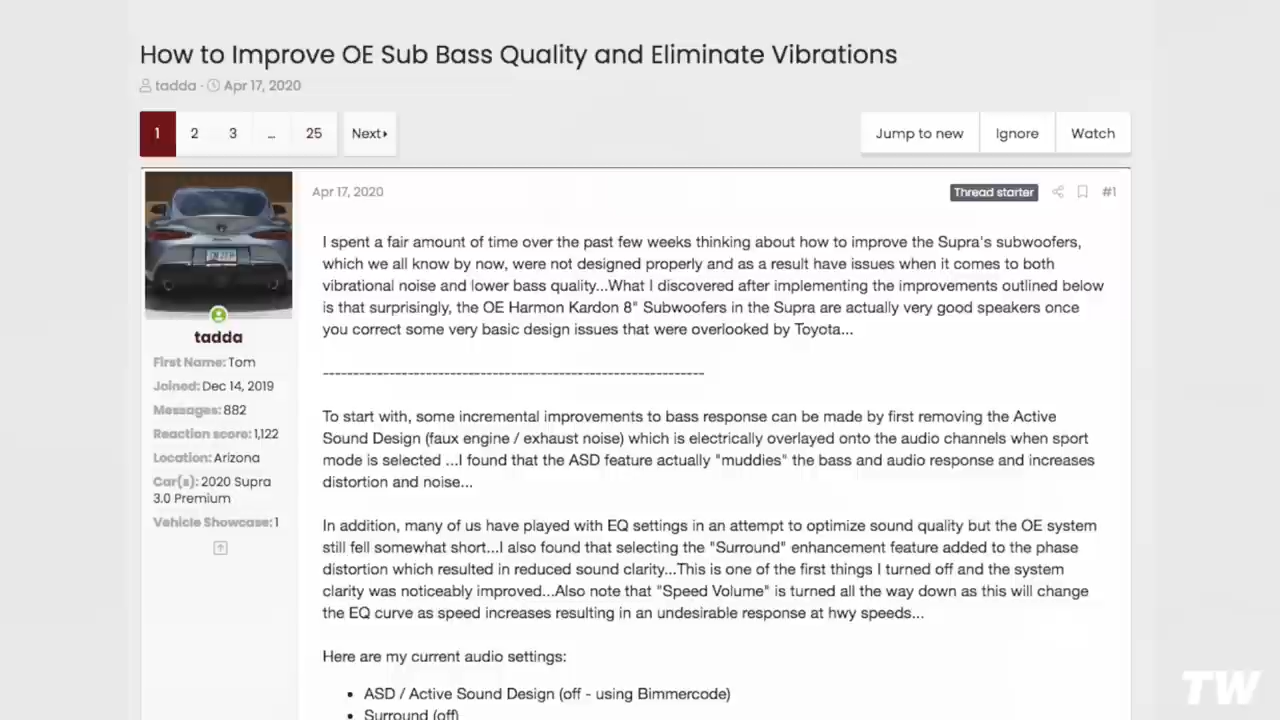 How to Improve OE Sub Bass Quality and Eliminate Vibrations
tadda · Apr 17, 2020
1 2 3 ... 25 Next
Jump to new Ignore Watch
Apr 17, 2020
Thread starter #1
tadda
First Name: Tom
Joined: Dec 14, 2019
Messages: 882
Reaction score: 1,122
Location: Arizona
Car(s): 2020 Supra
3.0 Premium
Vehicle Showcase: 1
I spent a fair amount of time over the past few weeks thinking about how to improve the Supra's subwoofers,
which we all know by now, were not designed properly and as a result have issues when it comes to both
vibrational noise and lower bass quality...What I discovered after implementing the improvements outlined below
is that surprisingly, the OE Harmon Kardon 8" Subwoofers in the Supra are actually very good speakers once
you correct some very basic design issues that were overlooked by Toyota...
----------------------------------------------------------------
To start with, some incremental improvements to bass response can be made by first removing the Active
Sound Design (faux engine / exhaust noise) which is electrically overlayed onto the audio channels when sport
mode is selected ...I found that the ASD feature actually "muddies" the bass and audio response and increases
distortion and noise...
In addition, many of us have played with EQ settings in an attempt to optimize sound quality but the OE system
still fell somewhat short...I also found that selecting the "Surround" enhancement feature added to the phase
distortion which resulted in reduced sound clarity...This is one of the first things I turned off and the system
clarity was noticeably improved...Also note that "Speed Volume" is turned all the way down as this will change
the EQ curve as speed increases resulting in an undesirable response at hwy speeds...
Here are my current audio settings:
• ASD / Active Sound Design (off - using Bimmercode)
• Surround (off)
TW